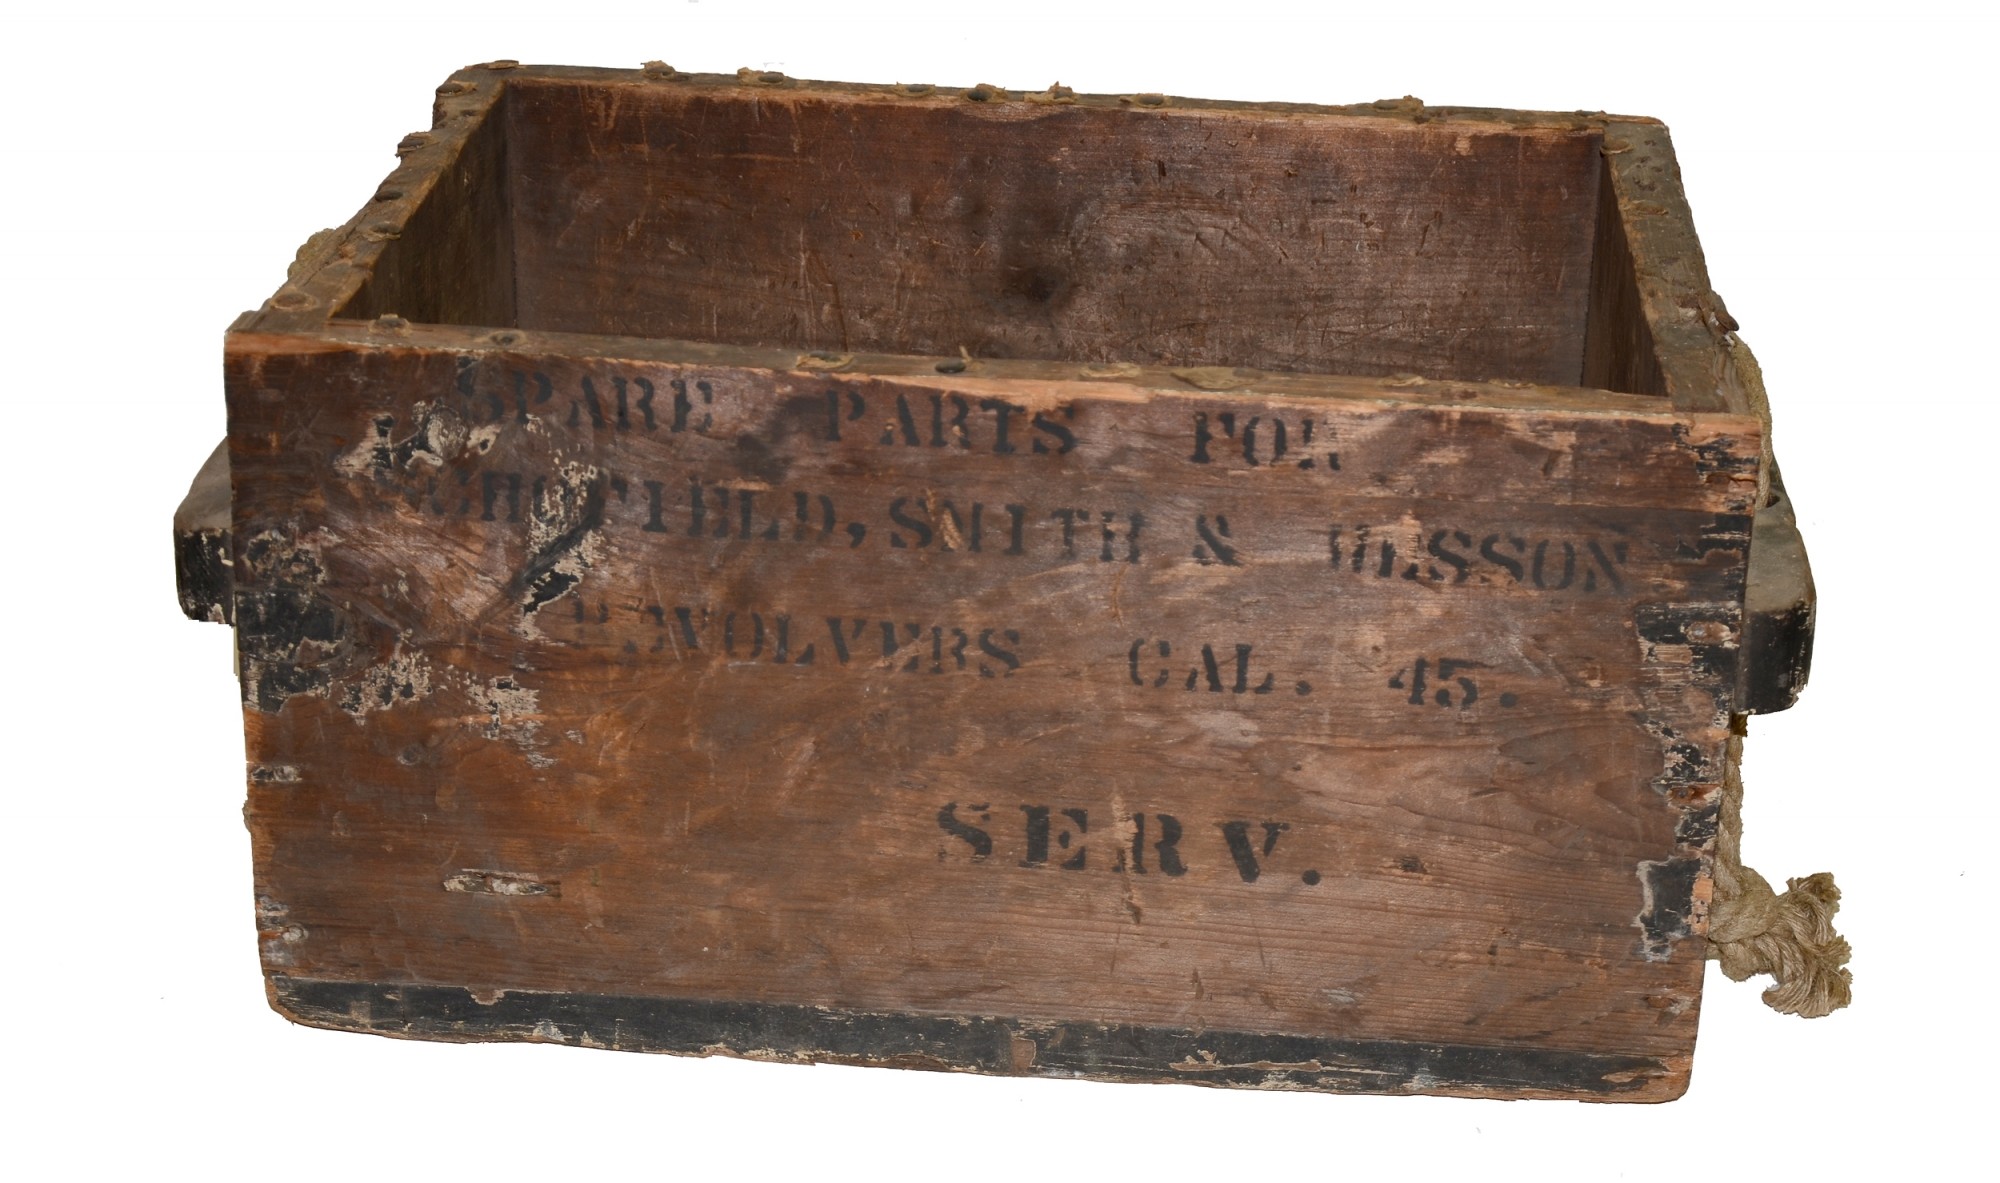 SPARE PARTS FOR
SCHOFIELD, SMITH & WESSON
REVOLVERS CAL. 45.
SERV.